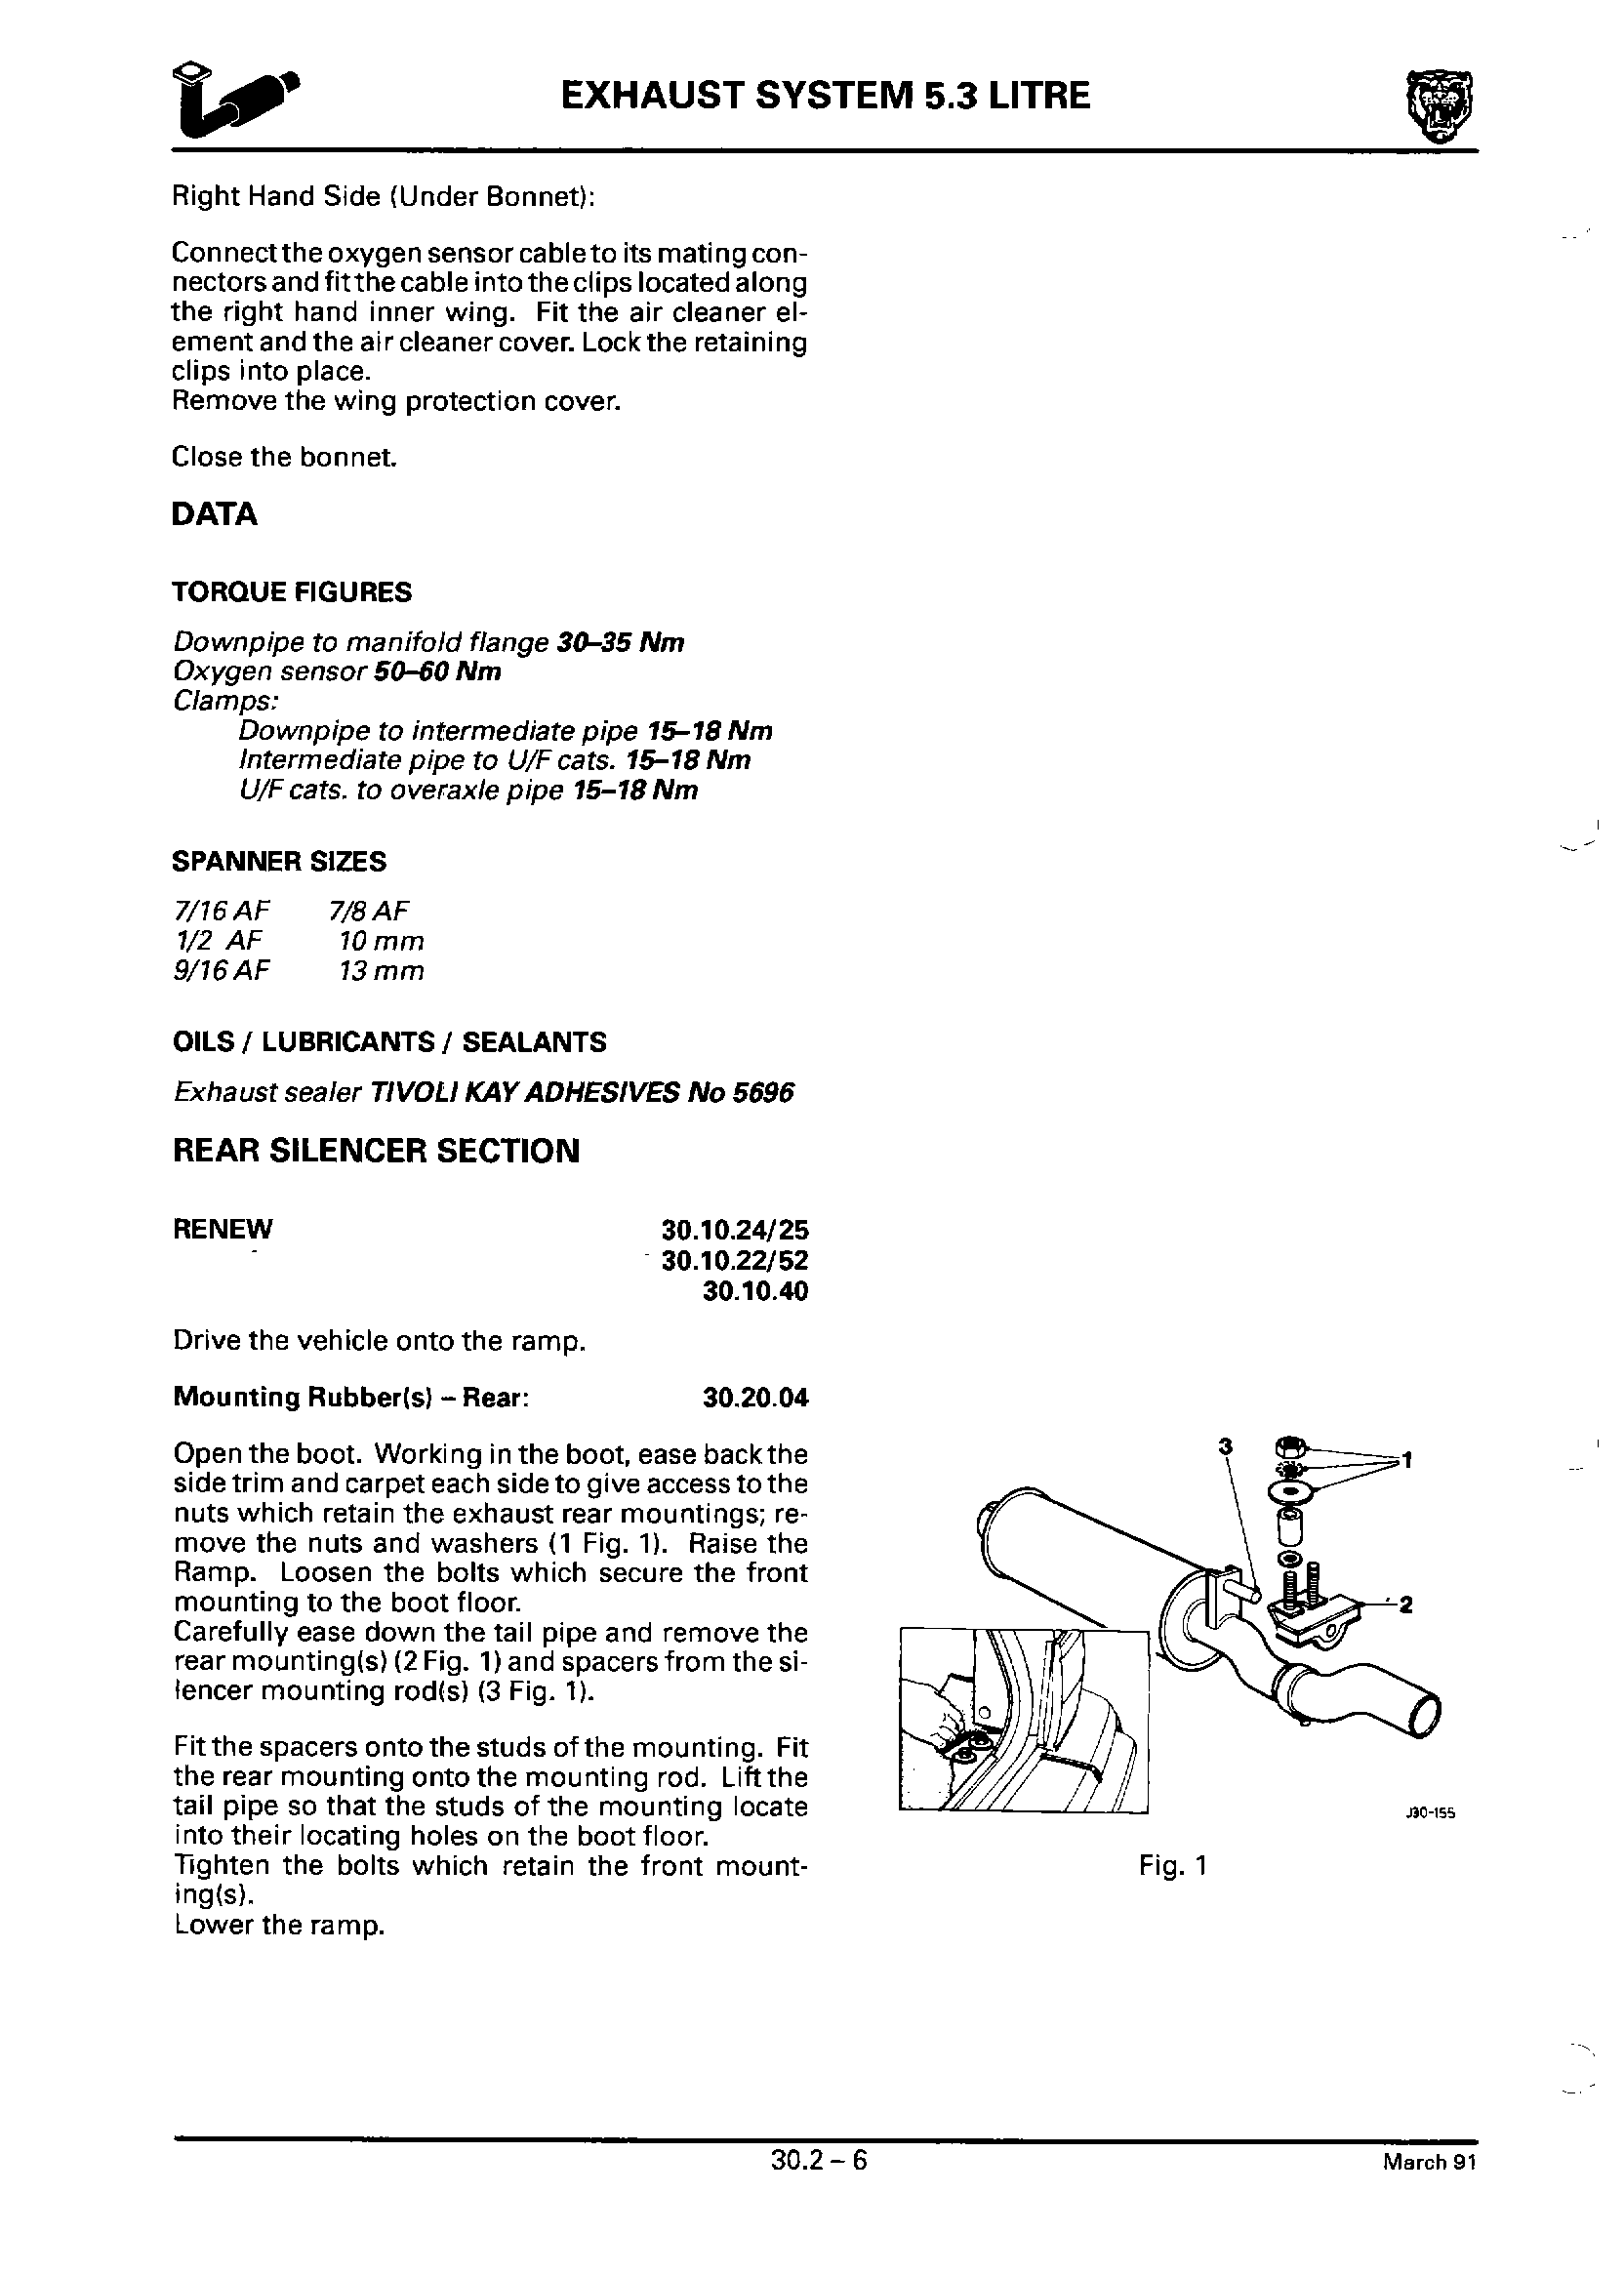 EXHAUST SYSTEM 5.3 LITRE
Right Hand Side (Under Bonnet):
Connect the oxygen sensor cable to its mating con-
nectors and fit the cable into the clips located along
the right hand inner wing. Fit the air cleaner el-
ement and the air cleaner cover. Lock the retaining
clips into place.
Remove the wing protection cover.
Close the bonnet.
DATA
TORQUE FIGURES
Downpipe to manifold flange 30–35 Nm
Oxygen sensor 50–60 Nm
Clamps:
Downpipe to intermediate pipe 15–18 Nm
Intermediate pipe to U/F cats. 15–18 Nm
U/F cats. to overaxle pipe 15–18 Nm
SPANNER SIZES
7/16 AF 7/8 AF
1/2 AF 10 mm
9/16 AF 13 mm
OILS / LUBRICANTS / SEALANTS
Exhaust sealer TIVOLI KAY ADHESIVES No 5696
REAR SILENCER SECTION
RENEW 30.10.24/25
30.10.22/52
30.10.40
Drive the vehicle onto the ramp.
Mounting Rubber(s) – Rear: 30.20.04
Open the boot. Working in the boot, ease back the
side trim and carpet each side to give access to the
nuts which retain the exhaust rear mountings; re-
move the nuts and washers (1 Fig. 1). Raise the
Ramp. Loosen the bolts which secure the front
mounting to the boot floor.
Carefully ease down the tail pipe and remove the
rear mounting(s) (2 Fig. 1) and spacers from the si-
lencer mounting rod(s) (3 Fig. 1).
Fit the spacers onto the studs of the mounting. Fit
the rear mounting onto the mounting rod. Lift the
tail pipe so that the studs of the mounting locate
into their locating holes on the boot floor.
Tighten the bolts which retain the front mount-
ing(s).
Lower the ramp.
3
1
2
J30-155
Fig. 1
30.2 – 6
March 91